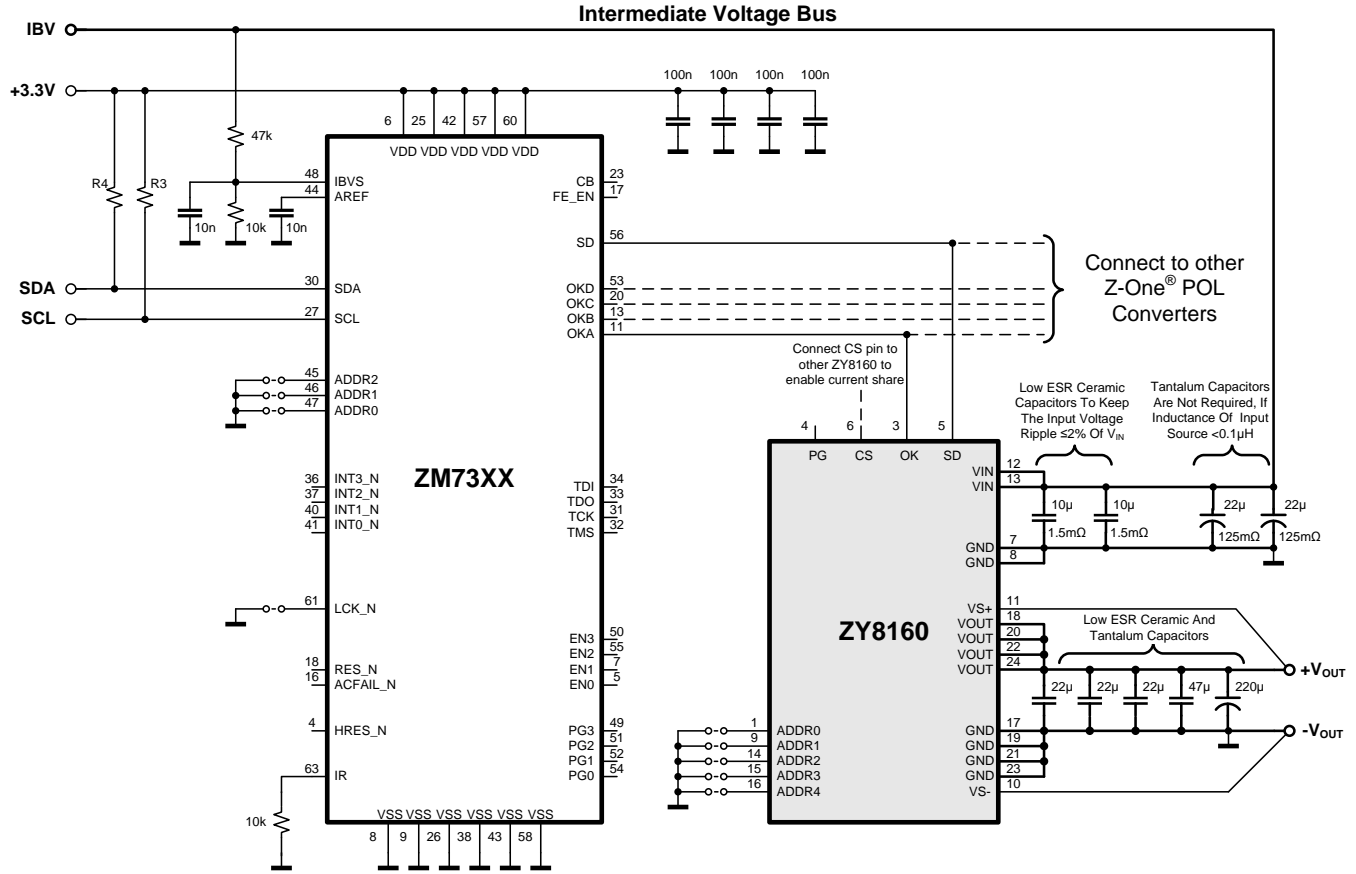 Intermediate Voltage Bus
IBV
+3.3V
100n 100n 100n 100n
6 25 42 57 60
VDD VDD VDD VDD VDD
47k
R4 R3
48 IBVS
44 AREF
10n 10k 10n
CB 23
FE_EN 17
SD 56
SDA 30 SDA
SCL 27 SCL
OKD 53
OKC 20
OKB 13
OKA 11
Connect to other
Z-One® POL
Converters
45 ADDR2
46 ADDR1
47 ADDR0
Connect CS pin to
other ZY8160 to
enable current share
Low ESR Ceramic
Capacitors To Keep
The Input Voltage
Ripple ≤2% Of VIN
Tantalum Capacitors
Are Not Required, If
Inductance Of Input
Source <0.1µH
4 6 3 5
PG CS OK SD
ZM73XX
36 INT3_N
37 INT2_N
40 INT1_N
41 INT0_N
TDI 34
TDO 33
TCK 31
TMS 32
VIN 12
VIN 13
10µ 10µ 22µ 22µ
1.5mΩ 1.5mΩ 125mΩ 125mΩ
GND 7
GND 8
61 LCK_N
ZY8160
VS+ 11
VOUT 18
VOUT 20
VOUT 22
VOUT 24
Low ESR Ceramic And
Tantalum Capacitors
+VOUT
22µ 22µ 22µ 47µ 220µ
EN3 50
EN2 55
EN1 7
EN0 5
18 RES_N
16 ACFAIL_N
4 HRES_N
PG3 49
PG2 51
PG1 52
PG0 54
1 ADDR0
9 ADDR1
14 ADDR2
15 ADDR3
16 ADDR4
GND 17
GND 19
GND 21
GND 23
VS- 10
-VOUT
63 IR
10k
VSS VSS VSS VSS VSS VSS
8 9 26 38 43 58